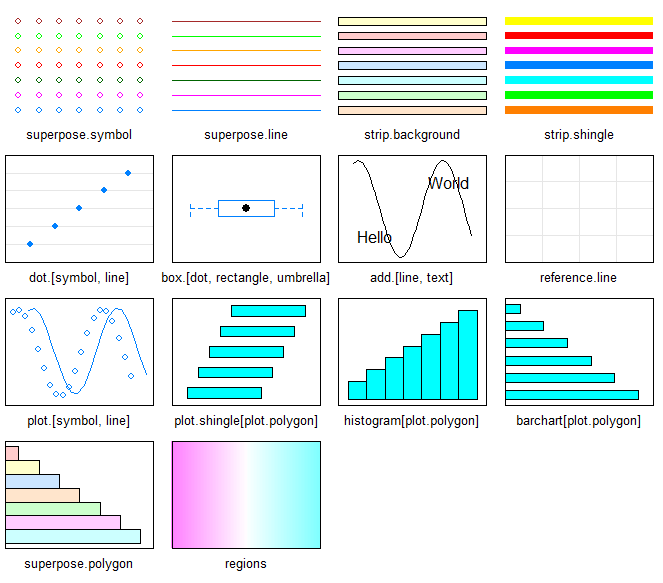 superpose.symbol
superpose.line
strip.background
strip.shingle
World
Hello
dot.[symbol, line]
box.[dot, rectangle, umbrella]
add.[line, text]
reference.line
plot.[symbol, line]
plot.shingle[plot.polygon]
histogram[plot.polygon]
barchart[plot.polygon]
superpose.polygon
regions